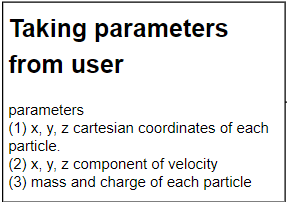 Taking parameters
from user
parameters
(1) x, y, z cartesian coordinates of each
particle.
(2) x, y, z component of velocity
(3) mass and charge of each particle